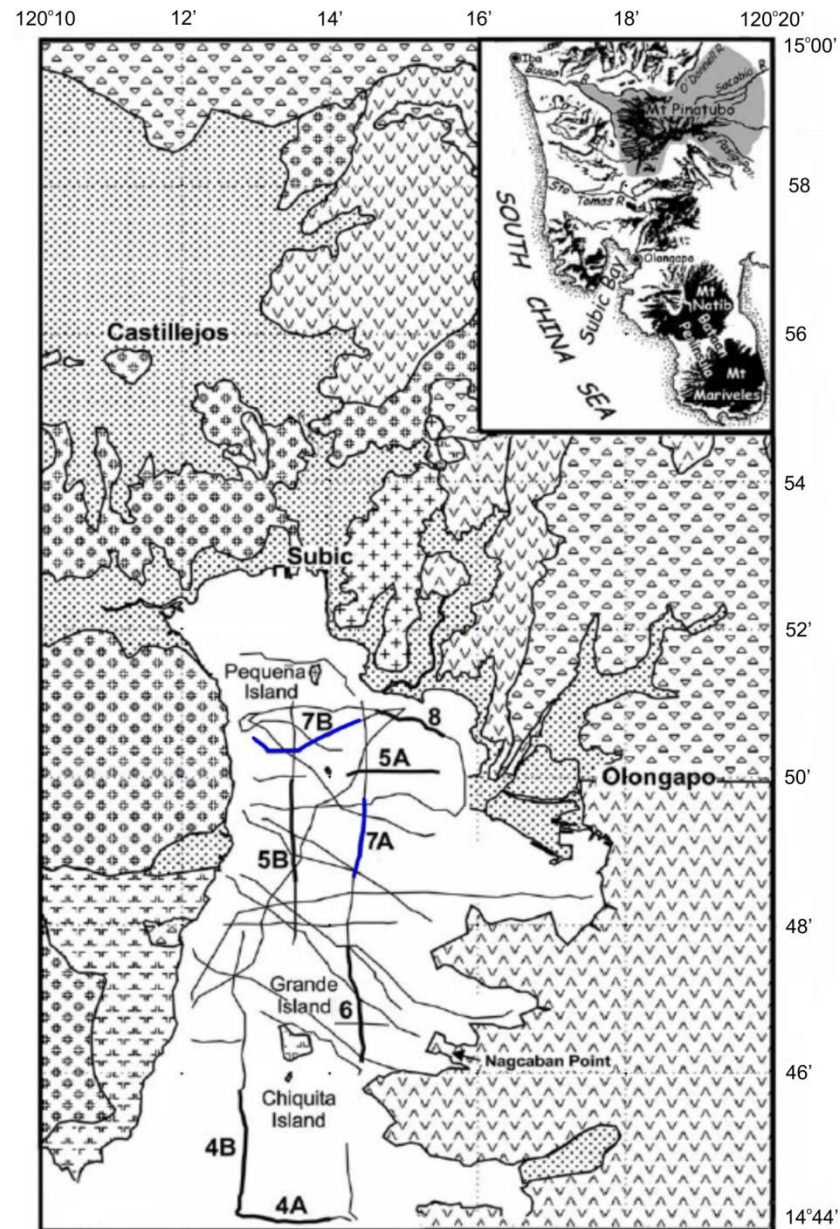 120°10'
12'
14'
16'
18'
120°20'
15°00'
Iba
Bucao R.
O'Donnell R.
Sacobia R.
Mt Pinatubo
Sto
Tomas R
SOUTH CHINA SEA
Subic Bay
Olongapo
Mt
Natib
Bataan
Peninsula
Mt
Mariveles
58
56
Castillejos
54
Subic
52'
Pequeña
Island
7B
8
5A
50'
Olongapo
7A
5B
48'
Grande
Island
6
Nagcaban Point
46'
Chiquita
Island
4B
4A
14°44'